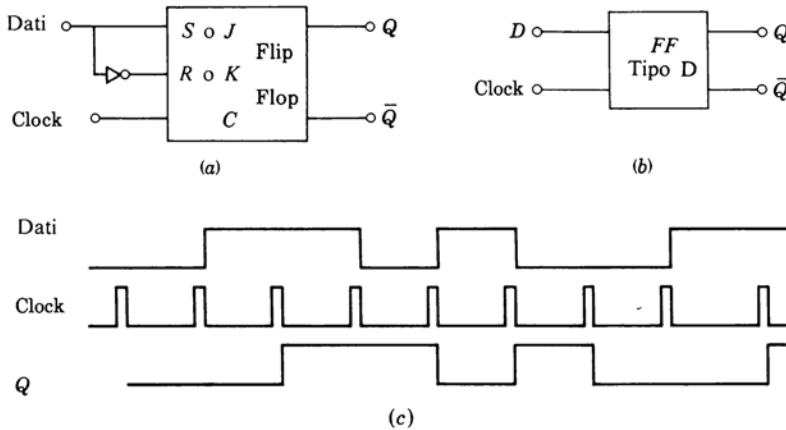 Dati
S o J
Q
Flip
R o K
Flop
Clock
C
Q̄
(a)
D
FF
Tipo D
Q
Clock
Q̄
(b)
Dati
Clock
Q
(c)